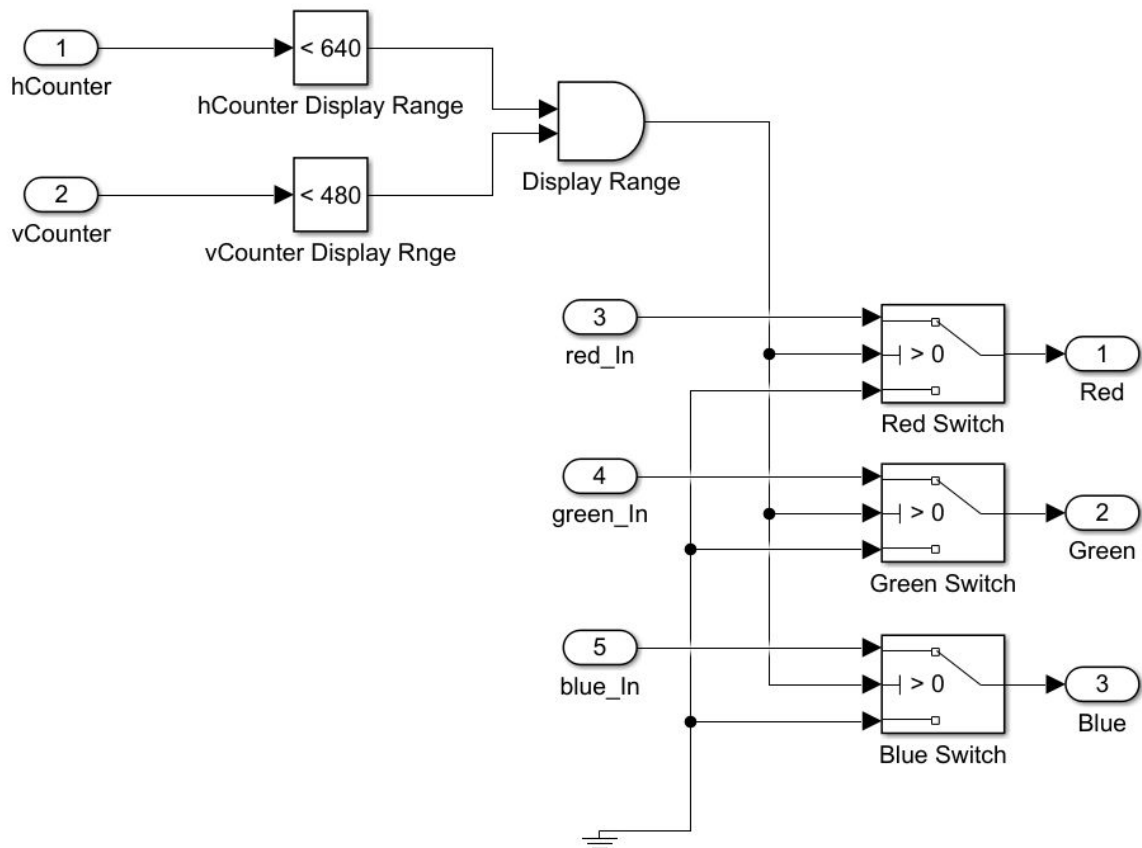 1
hCounter
< 640
hCounter Display Range
2
vCounter
< 480
vCounter Display Rnge
Display Range
3
red_In
> 0
Red Switch
1
Red
4
green_In
> 0
Green Switch
2
Green
5
blue_In
> 0
Blue Switch
3
Blue